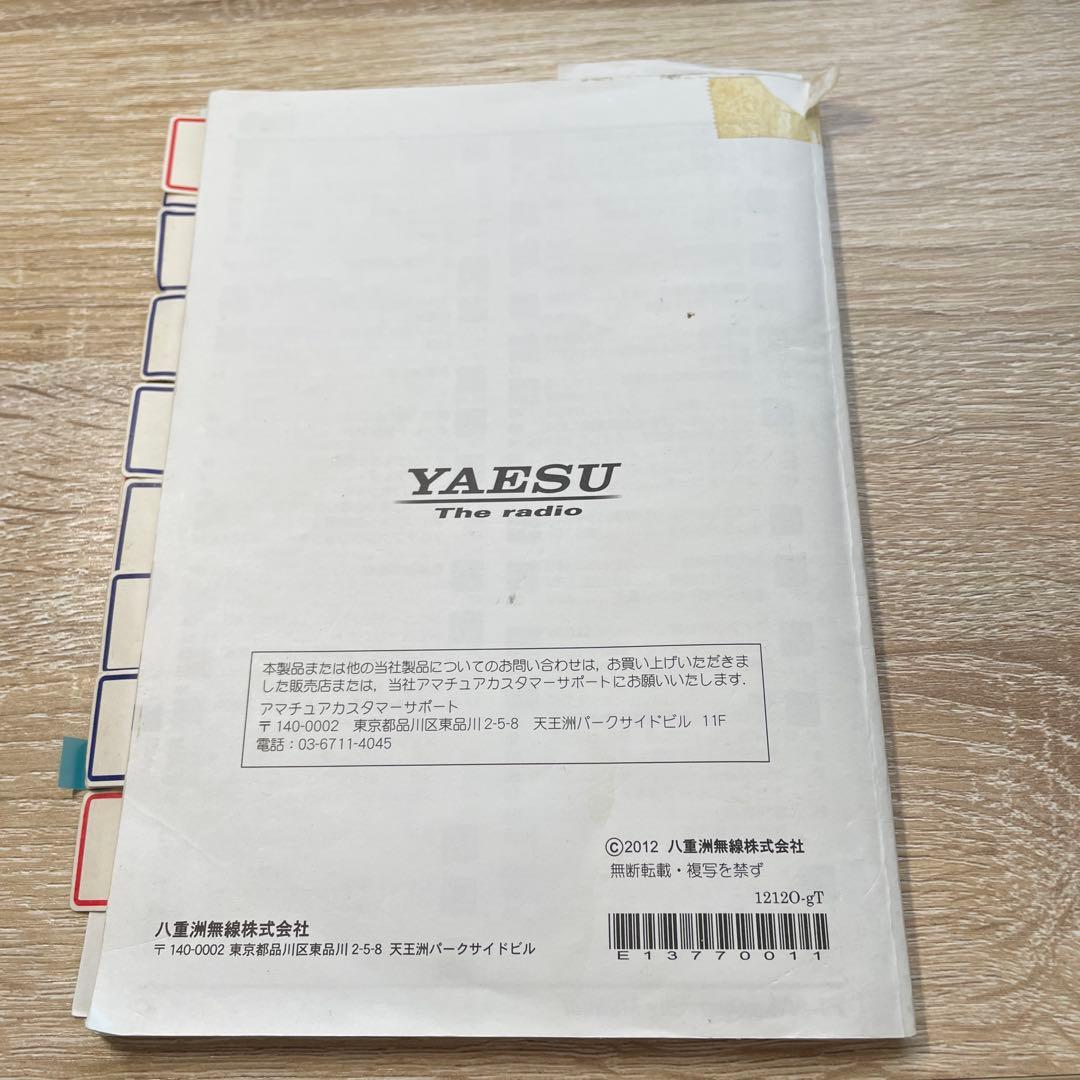 YAESU
The radio
本製品または他の当社製品についてのお問い合わせは，お買い上げいただきま
した販売店または，当社アマチュアカスタマーサポートにお願いいたします．
アマチュアカスタマーサポート
〒140-0002 東京都品川区東品川2-5-8 天王洲パークサイドビル 11F
電話：03-6711-4045
©2012 八重洲無線株式会社
無断転載・複写を禁ず
1212O-gT
E13770011
八重洲無線株式会社
〒140-0002 東京都品川区東品川2-5-8 天王洲パークサイドビル